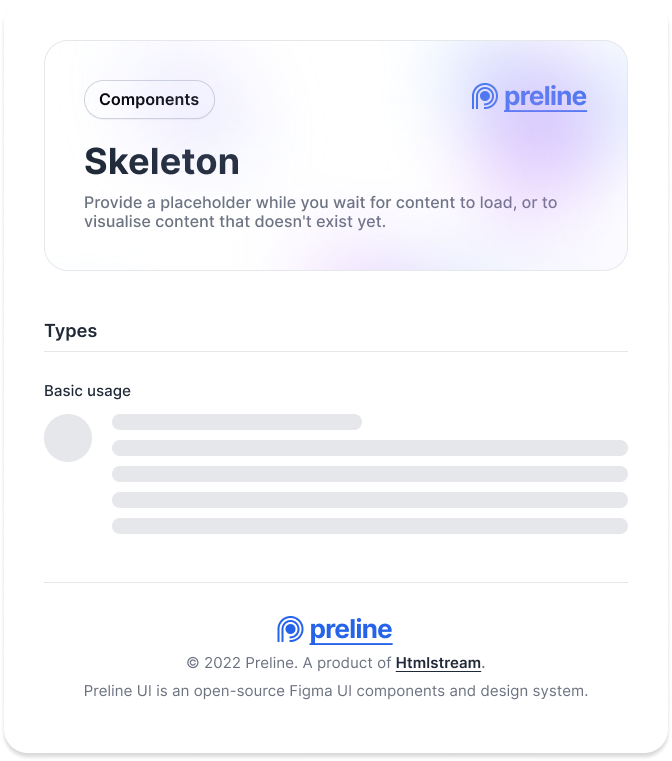 Components
preline
Skeleton
Provide a placeholder while you wait for content to load, or to
visualise content that doesn't exist yet.
Types
Basic usage
preline
© 2022 Preline. A product of Htmlstream.
Preline UI is an open-source Figma UI components and design system.